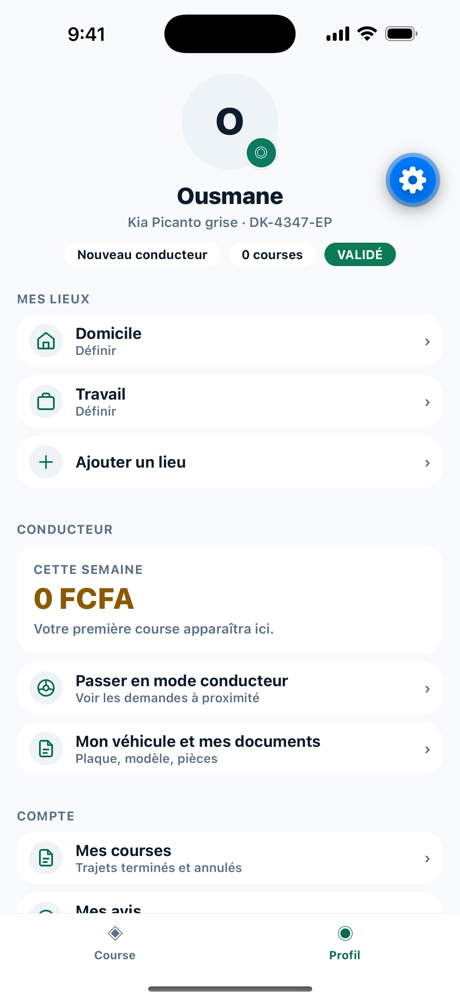 9:41
O
Ousmane
Kia Picanto grise · DK-4347-EP
Nouveau conducteur
0 courses
VALIDÉ
MES LIEUX
Domicile
Définir
Travail
Définir
Ajouter un lieu
CONDUCTEUR
CETTE SEMAINE
0 FCFA
Votre première course apparaîtra ici.
Passer en mode conducteur
Voir les demandes à proximité
Mon véhicule et mes documents
Plaque, modèle, pièces
COMPTE
Mes courses
Trajets terminés et annulés
Mes avis
Course
Profil